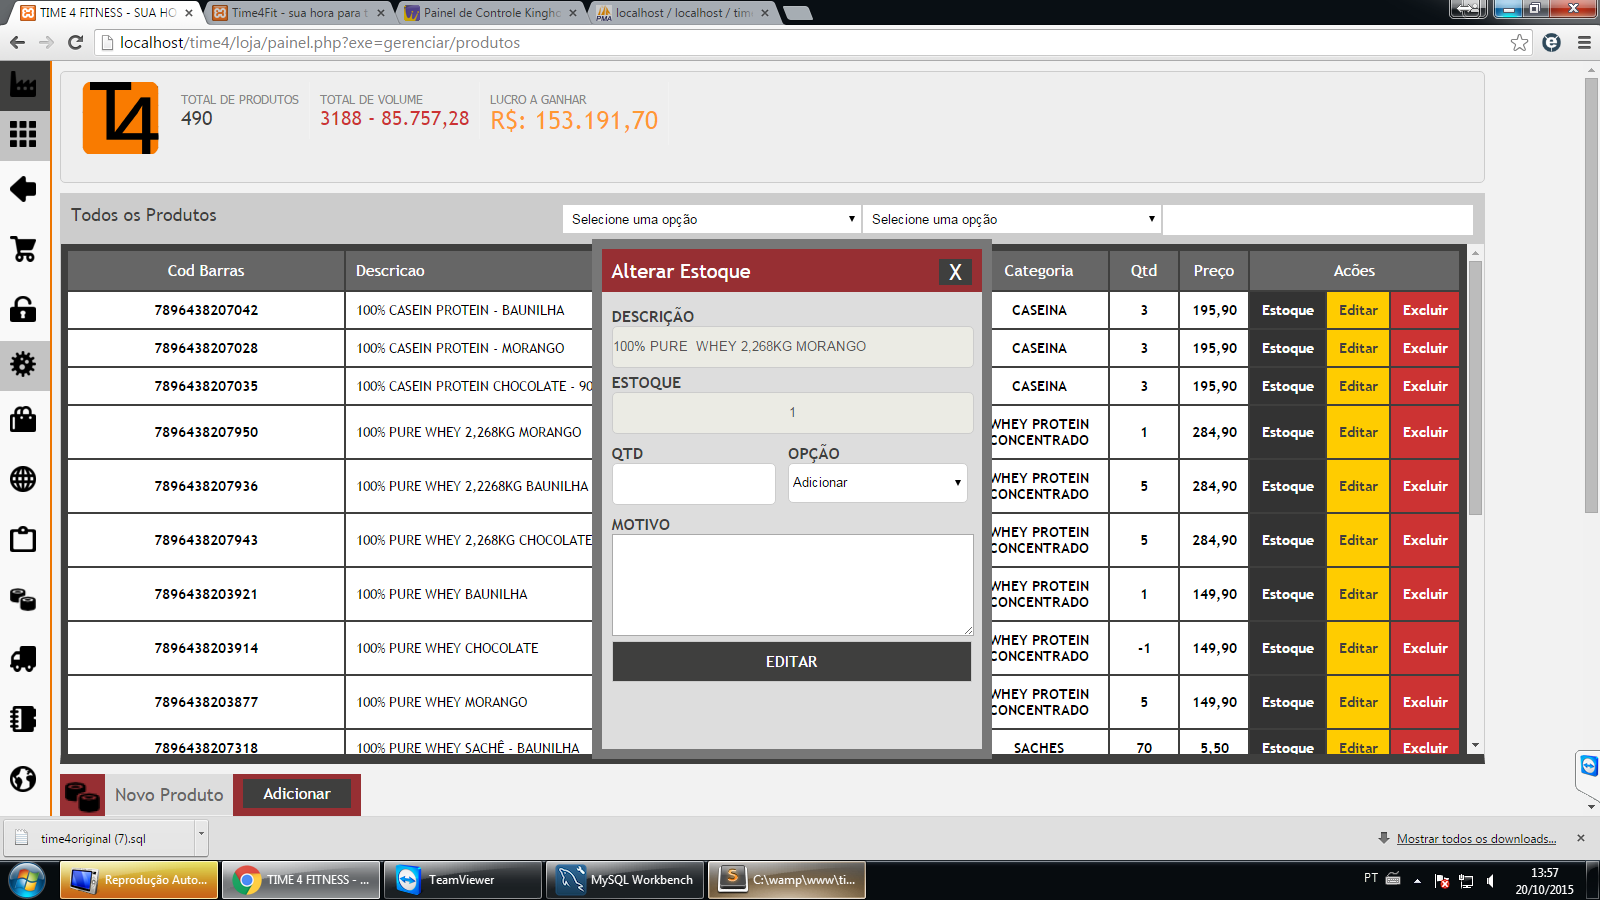 TIME 4 FITNESS - SUA HO
Time4Fit - sua hora para t
Painel de Controle Kingho
localhost / localhost / tim
localhost/time4/loja/painel.php?exe=gerenciar/produtos
T4
TOTAL DE PRODUTOS
490
TOTAL DE VOLUME
3188 - 85.757,28
LUCRO A GANHAR
R$: 153.191,70
Todos os Produtos
Selecione uma opção
Selecione uma opção
Cod Barras Descricao Categoria Qtd Preço Acões
7896438207042 100% CASEIN PROTEIN - BAUNILHA CASEINA 3 195,90 Estoque Editar Excluir
7896438207028 100% CASEIN PROTEIN - MORANGO CASEINA 3 195,90 Estoque Editar Excluir
7896438207035 100% CASEIN PROTEIN CHOCOLATE - 90 CASEINA 3 195,90 Estoque Editar Excluir
7896438207950 100% PURE WHEY 2,268KG MORANGO WHEY PROTEIN CONCENTRADO 1 284,90 Estoque Editar Excluir
7896438207936 100% PURE WHEY 2,2268KG BAUNILHA WHEY PROTEIN CONCENTRADO 5 284,90 Estoque Editar Excluir
7896438207943 100% PURE WHEY 2,268KG CHOCOLATE WHEY PROTEIN CONCENTRADO 5 284,90 Estoque Editar Excluir
7896438203921 100% PURE WHEY BAUNILHA WHEY PROTEIN CONCENTRADO 1 149,90 Estoque Editar Excluir
7896438203914 100% PURE WHEY CHOCOLATE WHEY PROTEIN CONCENTRADO -1 149,90 Estoque Editar Excluir
7896438203877 100% PURE WHEY MORANGO WHEY PROTEIN CONCENTRADO 5 149,90 Estoque Editar Excluir
7896438207318 100% PURE WHEY SACHÊ - BAUNILHA SACHES 70 5,50 Estoque Editar Excluir
Alterar Estoque X
DESCRIÇÃO
100% PURE  WHEY 2,268KG MORANGO
ESTOQUE
1
QTD OPÇÃO
Adicionar
MOTIVO
EDITAR
Novo Produto Adicionar
time4original (7).sql
Mostrar todos os downloads...
Reprodução Auto...
TIME 4 FITNESS - ...
TeamViewer
MySQL Workbench
C:\wamp\www\ti...
PT
13:57
20/10/2015